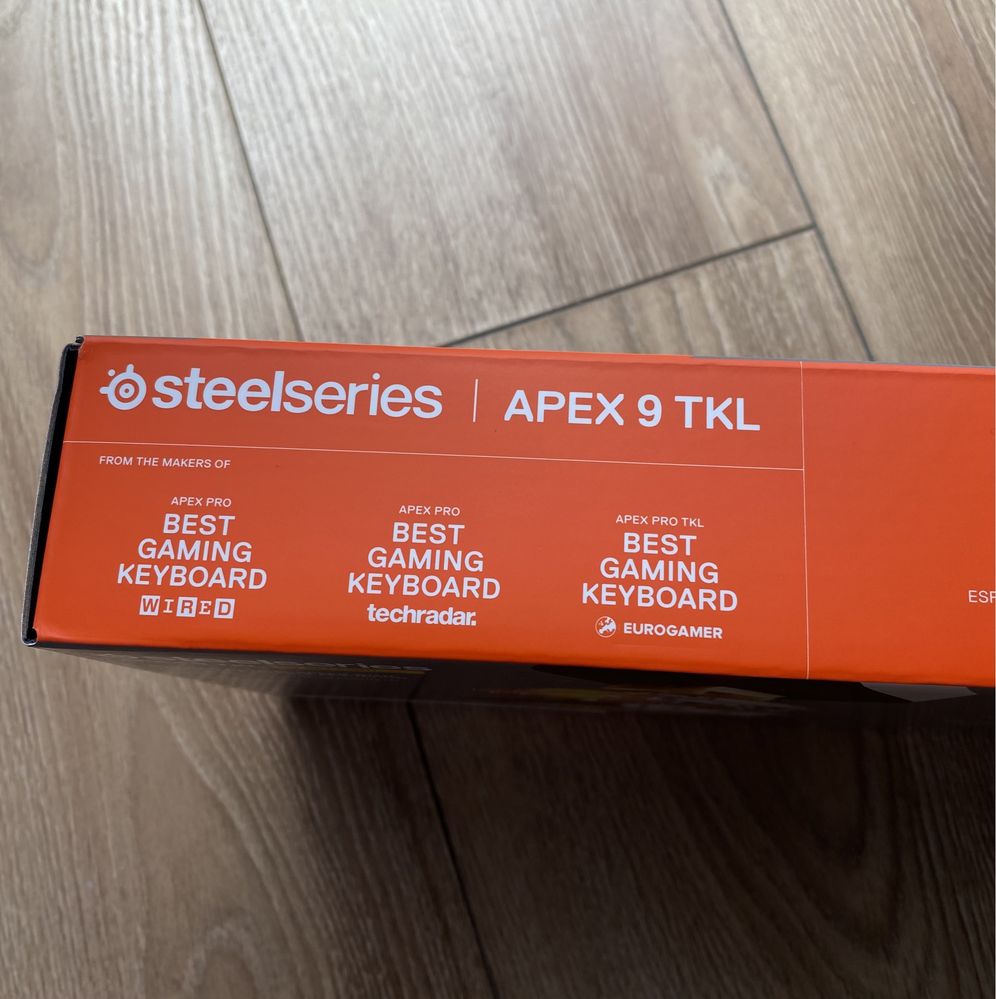 steelseries | APEX 9 TKL
FROM THE MAKERS OF
APEX PRO
BEST
GAMING
KEYBOARD
WIRED
APEX PRO
BEST
GAMING
KEYBOARD
techradar.
APEX PRO TKL
BEST
GAMING
KEYBOARD
EUROGAMER
steelseries